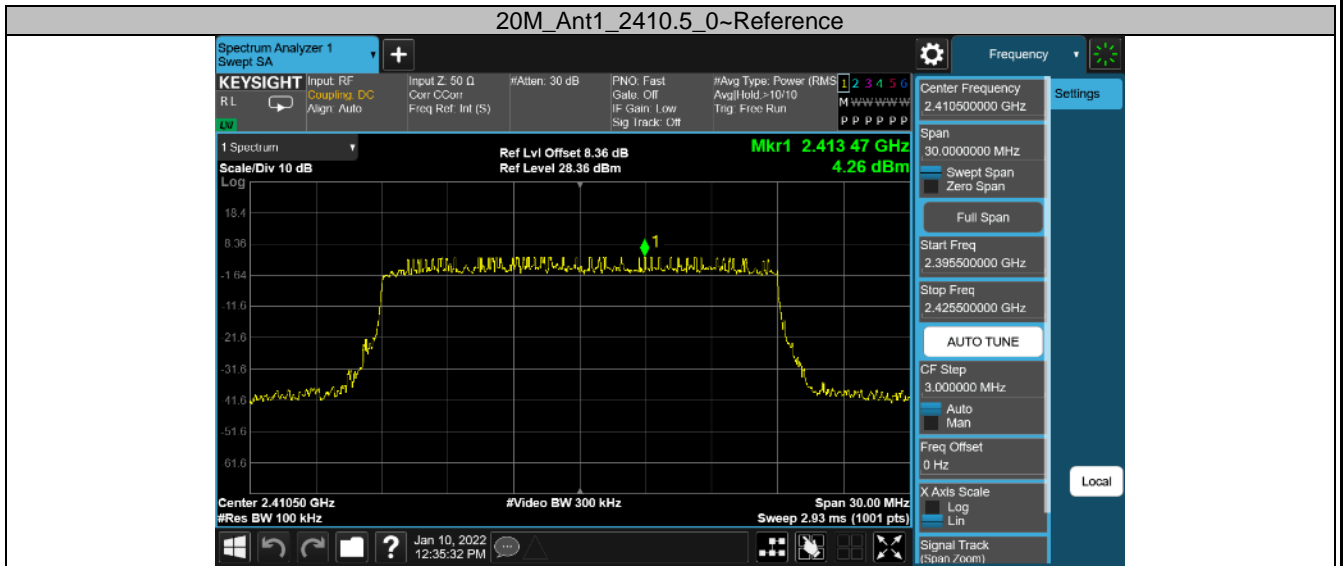 20M_Ant1_2410.5_0~Reference
Spectrum Analyzer 1
Swept SA
+
Frequency
KEYSIGHT
RL
LXI
Input: RF
Coupling: DC
Align: Auto
Input Z: 50 Ω
Corr CCorr
Freq Ref: Int (S)
#Atten: 30 dB
PNO: Fast
Gate: Off
IF Gain: Low
Sig Track: Off
#Avg Type: Power (RMS
Avg|Hold:>10/10
Trig: Free Run
1 2 3 4 5 6
M W W W W W
P P P P P P
1 Spectrum
Scale/Div 10 dB
Log
Ref Lvl Offset 8.36 dB
Ref Level 28.36 dBm
Mkr1 2.413 47 GHz
4.26 dBm
18.4
8.36
-1.64
-11.6
-21.6
-31.6
-41.6
-51.6
-61.6
1
Center 2.41050 GHz
#Res BW 100 kHz
#Video BW 300 kHz
Span 30.00 MHz
Sweep 2.93 ms (1001 pts)
Center Frequency
2.410500000 GHz
Settings
Span
30.0000000 MHz
Swept Span
Zero Span
Full Span
Start Freq
2.395500000 GHz
Stop Freq
2.425500000 GHz
AUTO TUNE
CF Step
3.000000 MHz
Auto
Man
Freq Offset
0 Hz
X Axis Scale
Log
Lin
Local
Signal Track
(Span Zoom)
?
Jan 10, 2022
12:35:32 PM